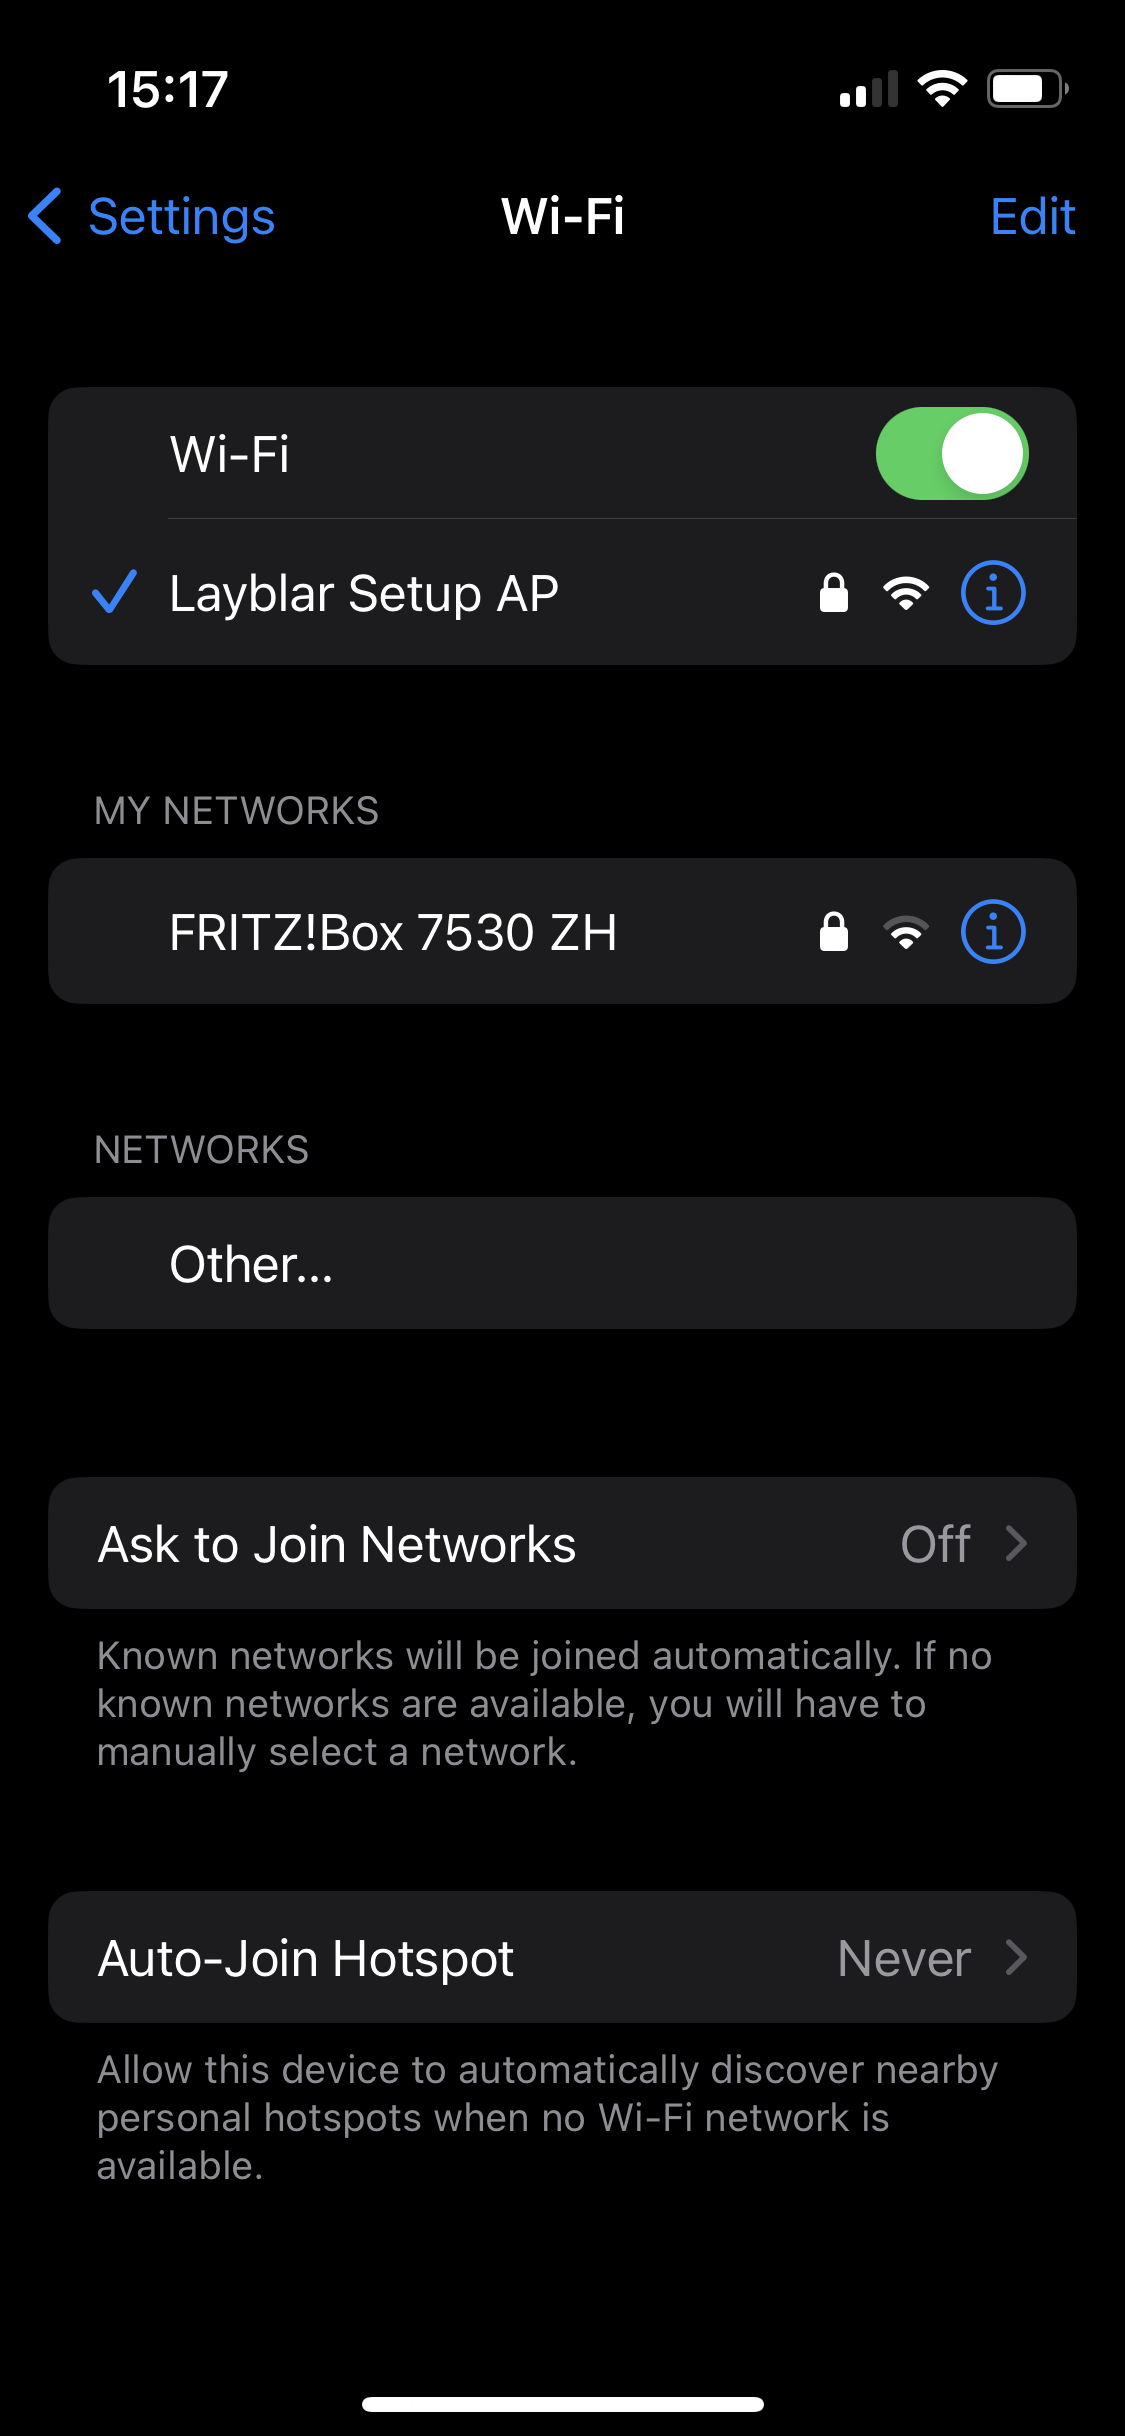 15:17
Settings
Wi-Fi
Edit
Wi-Fi
Layblar Setup AP
MY NETWORKS
FRITZ!Box 7530 ZH
NETWORKS
Other...
Ask to Join Networks
Off
Known networks will be joined automatically. If no
known networks are available, you will have to
manually select a network.
Auto-Join Hotspot
Never
Allow this device to automatically discover nearby
personal hotspots when no Wi-Fi network is
available.